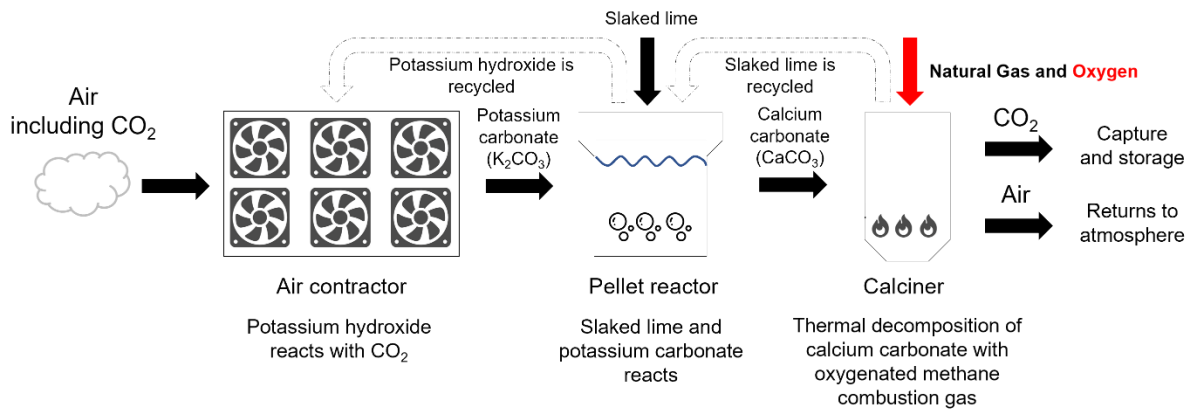 Slaked lime
Potassium hydroxide is
recycled
Slaked lime is
recycled
Natural Gas and Oxygen
Air
including CO₂
Potassium
carbonate
(K₂CO₃)
Calcium
carbonate
(CaCO₃)
CO₂
Capture
and storage
Air
Returns to
atmosphere
Air contractor
Potassium hydroxide
reacts with CO₂
Pellet reactor
Slaked lime and
potassium carbonate
reacts
Calciner
Thermal decomposition of
calcium carbonate with
oxygenated methane
combustion gas